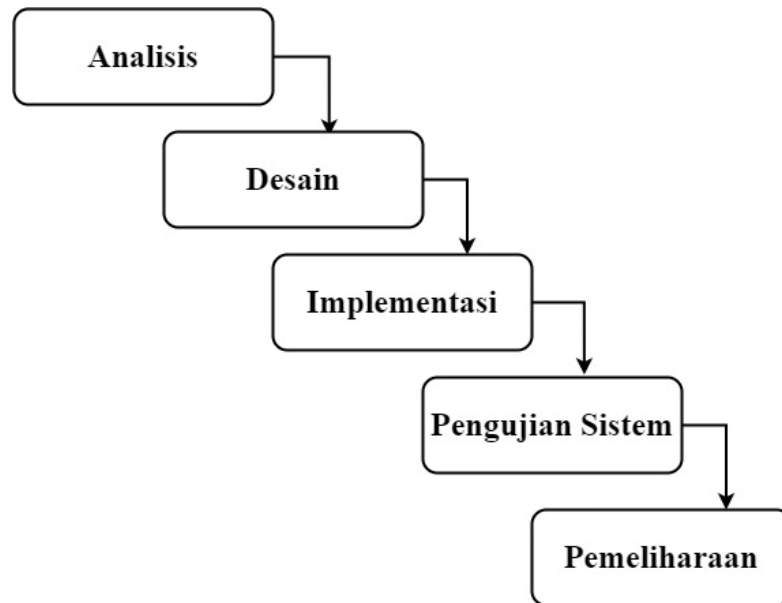 Analisis
Desain
Implementasi
Pengujian Sistem
Pemeliharaan